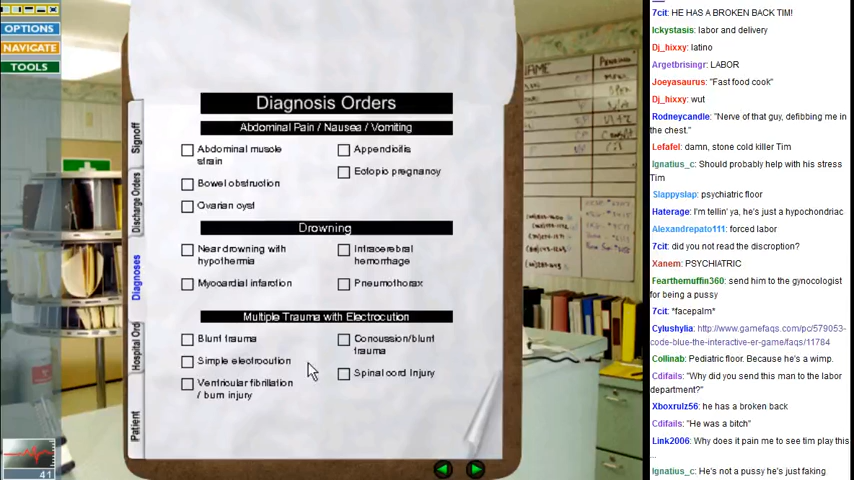 OPTIONS
NAVIGATE
TOOLS
Signoff
Discharge Orders
Diagnoses
Hospital Ord
Patient
Diagnosis Orders
Abdominal Pain / Nausea / Vomiting
Abdominal muscle
strain
Appendicitis
Bowel obstruction
Ectopic pregnancy
Ovarian cyst
Drowning
Near drowning with
hypothermia
Intracerebral
hemorrhage
Myocardial infarction
Pneumothorax
Multiple Trauma with Electrocution
Blunt trauma
Concussion/blunt
trauma
Simple electrocution
Spinal cord injury
Ventricular fibrillation
/ burn injury
41
7cit: HE HAS A BROKEN BACK TIM!
Ickystasis: labor and delivery
Dj_hixxy: latino
Argetbrisingr: LABOR
Joeyasaurus: "Fast food cook"
Dj_hixxy: wut
Rodneycandle: "Nerve of that guy, defibbing me in
the chest."
Lefafel: damn, stone cold killer Tim
Ignatius_c: Should probably help with his stress
Tim
Slappyslap: psychiatric floor
Haterage: I'm tellin' ya, he's just a hypochondriac
Alexandrepato111: forced labor
7cit: did you not read the discroption?
Xanem: PSYCHIATRIC
Fearthemuffin360: send him to the gynocologist
for being a pussy
7cit: *facepalm*
Cylushylia: http://www.gamefaqs.com/pc/579053-
code-blue-the-interactive-er-game/faqs/11784
Collinab: Pediatric floor. Because he's a wimp.
Cdifails: "Why did you send this man to the labor
department?"
Xboxrulz56: he has a broken back
Cdifails: "He was a bitch"
Link2006: Why does it pain me to see tim play this
...
Ignatius_c: He's not a pussy he's just faking